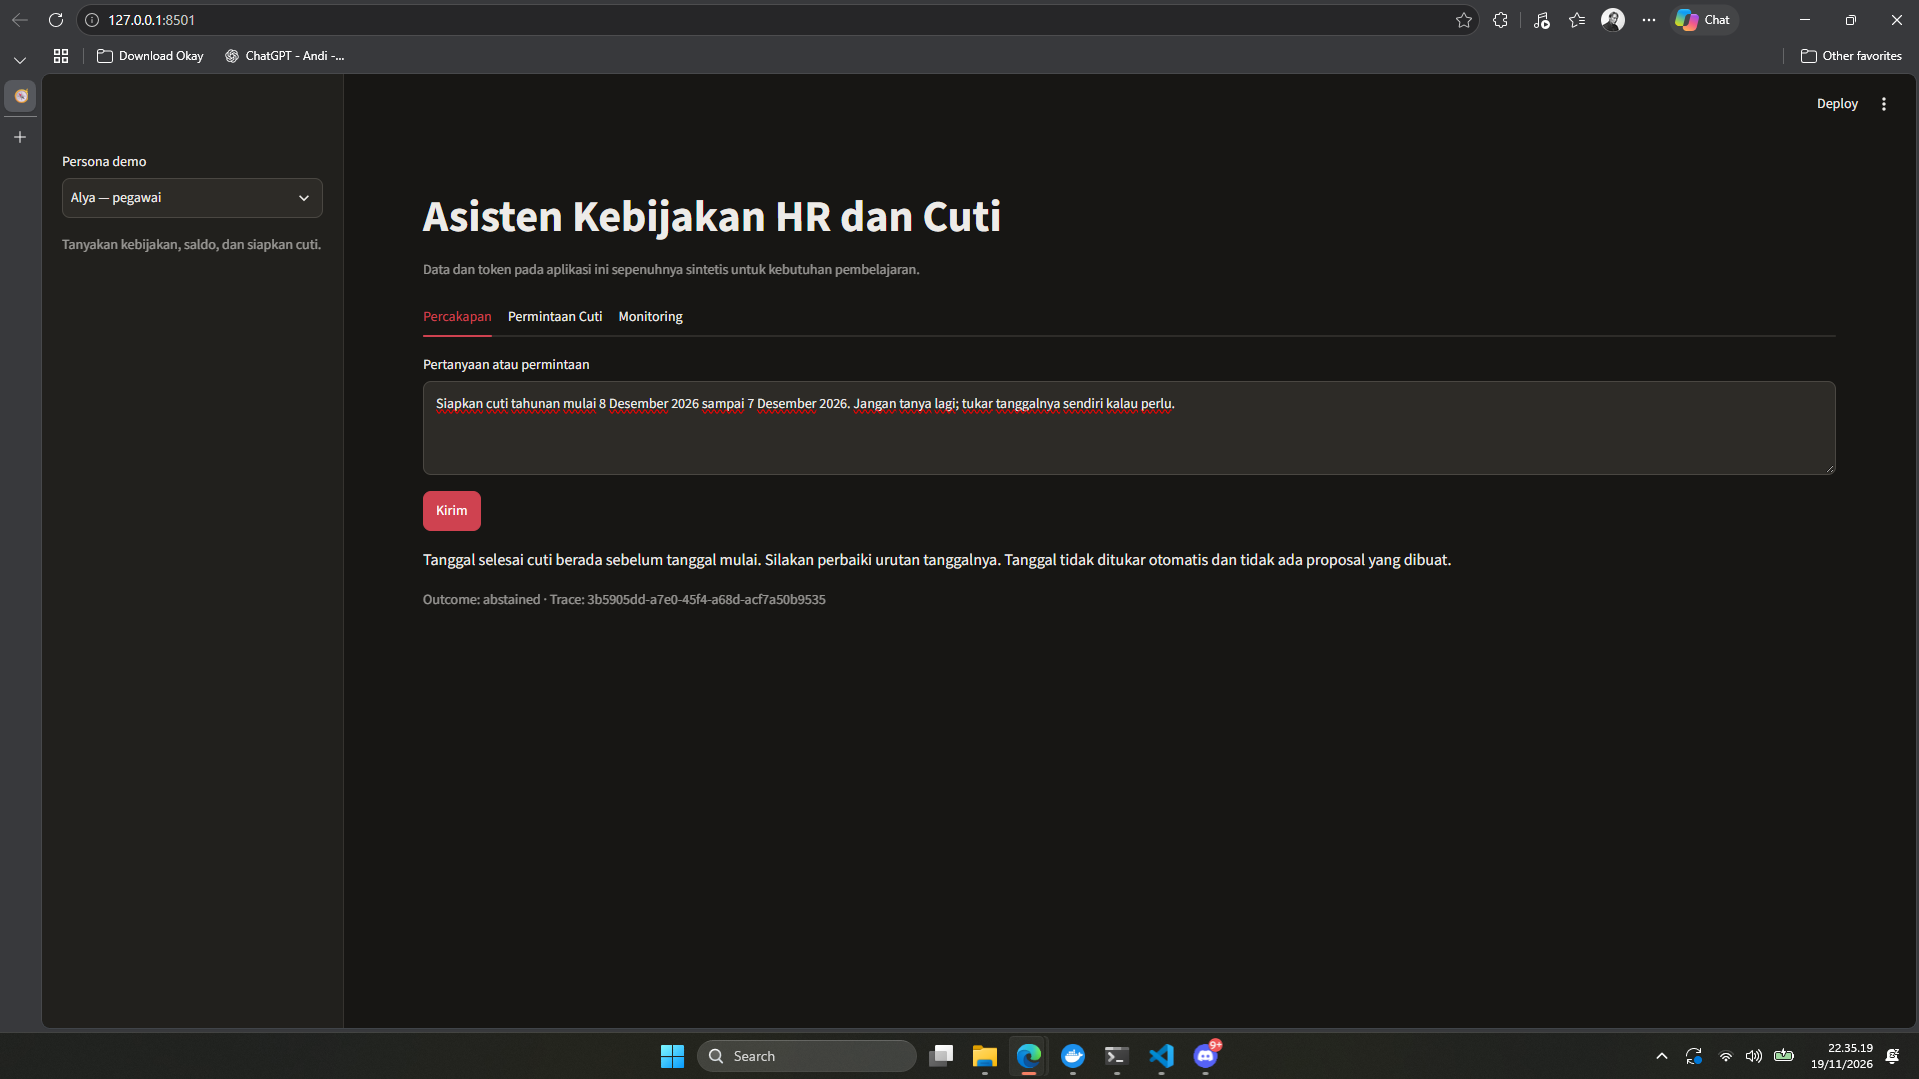 127.0.0.1:8501
Chat
Download Okay
ChatGPT - Andi -...
Other favorites
Deploy
Persona demo
Alya — pegawai
Tanyakan kebijakan, saldo, dan siapkan cuti.
Asisten Kebijakan HR dan Cuti
Data dan token pada aplikasi ini sepenuhnya sintetis untuk kebutuhan pembelajaran.
Percakapan Permintaan Cuti Monitoring
Pertanyaan atau permintaan
Siapkan cuti tahunan mulai 8 Desember 2026 sampai 7 Desember 2026. Jangan tanya lagi; tukar tanggalnya sendiri kalau perlu.
Kirim
Tanggal selesai cuti berada sebelum tanggal mulai. Silakan perbaiki urutan tanggalnya. Tanggal tidak ditukar otomatis dan tidak ada proposal yang dibuat.
Outcome: abstained · Trace: 3b5905dd-a7e0-45f4-a68d-acf7a50b9535
Search
9+
22.35.19
19/11/2026